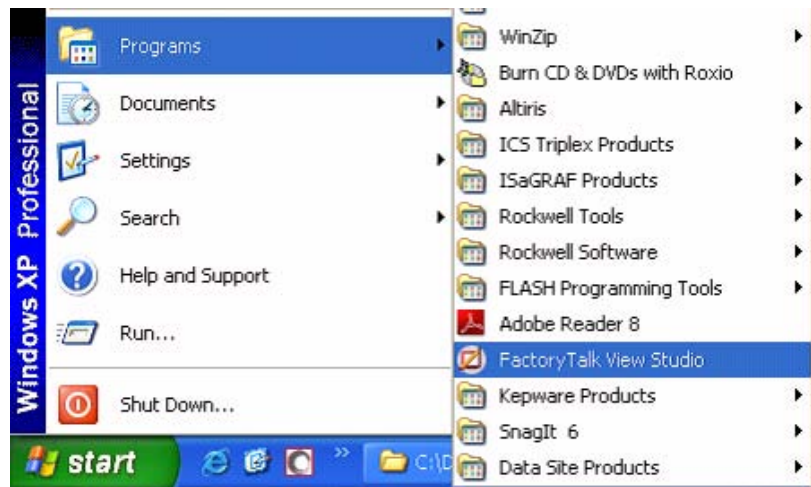 Windows XP Professional
Programs
Documents
Settings
Search
Help and Support
Run...
Shut Down...
WinZip
Burn CD & DVDs with Roxio
Altiris
ICS Triplex Products
ISaGRAF Products
Rockwell Tools
Rockwell Software
FLASH Programming Tools
Adobe Reader 8
FactoryTalk View Studio
Kepware Products
SnagIt 6
Data Site Products
start
C:\D